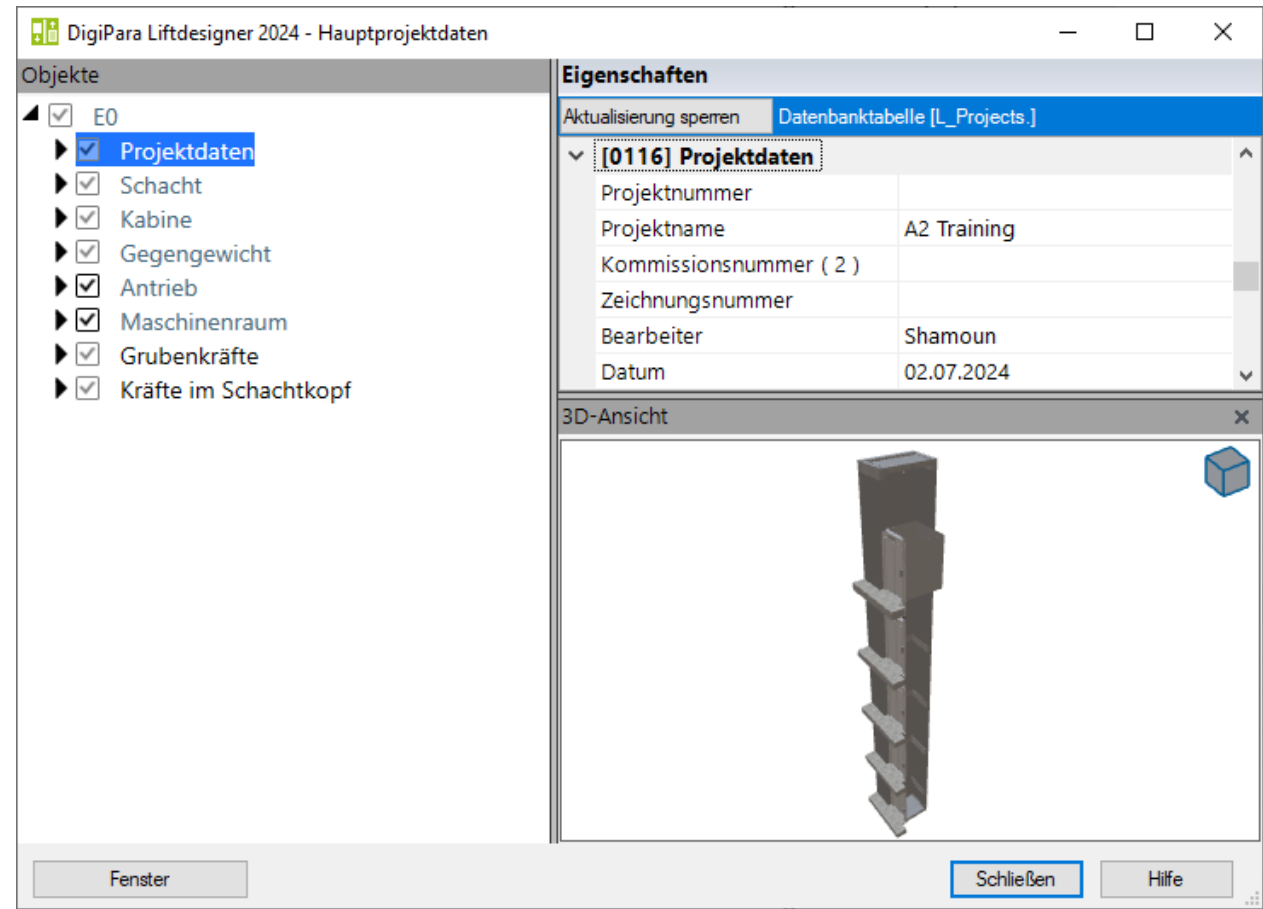 DigiPara Liftdesigner 2024 - Hauptprojektdaten
Objekte
E0
Projektdaten
Schacht
Kabine
Gegengewicht
Antrieb
Maschinenraum
Grubenkräfte
Kräfte im Schachtkopf
Eigenschaften
Aktualisierung sperren Datenbanktabelle [L_Projects.]
[0116] Projektdaten
Projektnummer
Projektname A2 Training
Kommissionsnummer ( 2 )
Zeichnungsnummer
Bearbeiter Shamoun
Datum 02.07.2024
3D-Ansicht
Fenster Schließen Hilfe